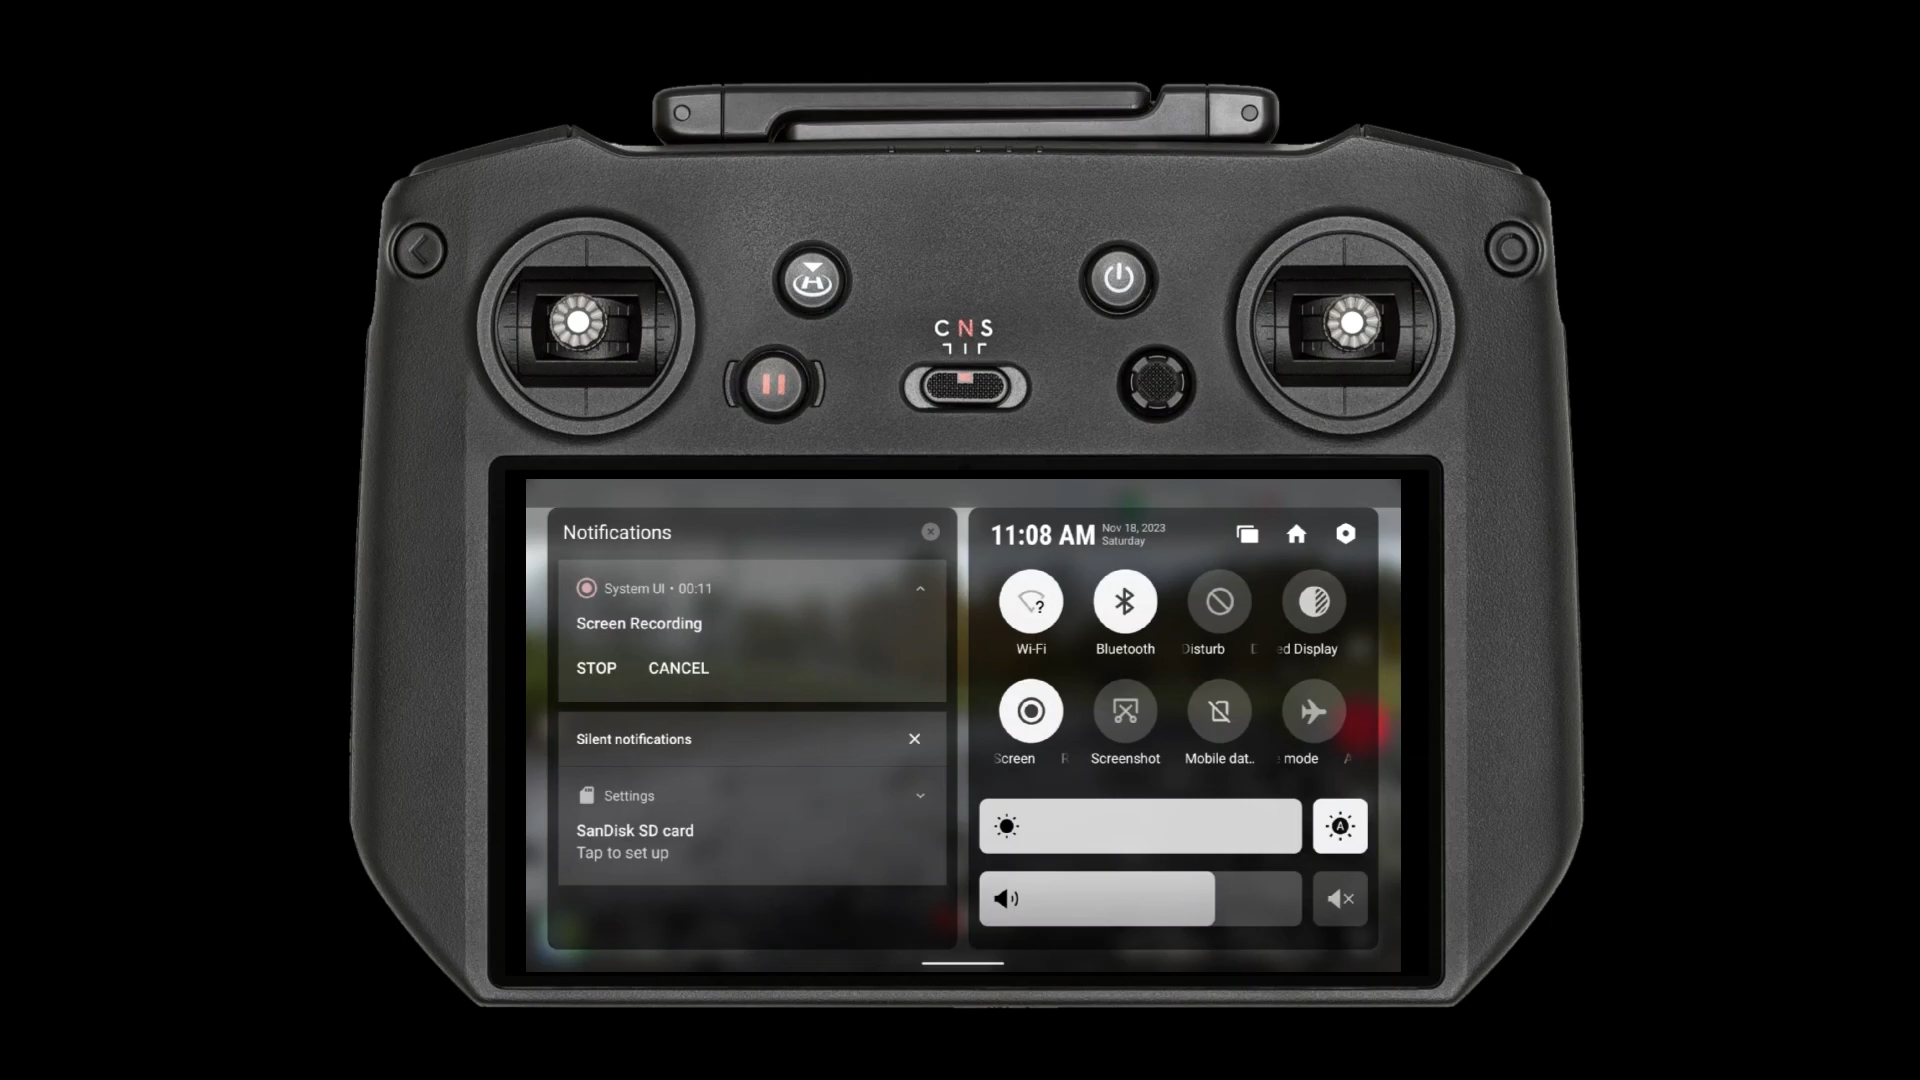 C N S
Notifications
System UI • 00:11
Screen Recording
STOP CANCEL
Silent notifications
Settings
SanDisk SD card
Tap to set up
11:08 AM
Nov 18, 2023
Saturday
Wi-Fi
Bluetooth
Disturb
ed Display
Screen
Screenshot
Mobile dat..
mode